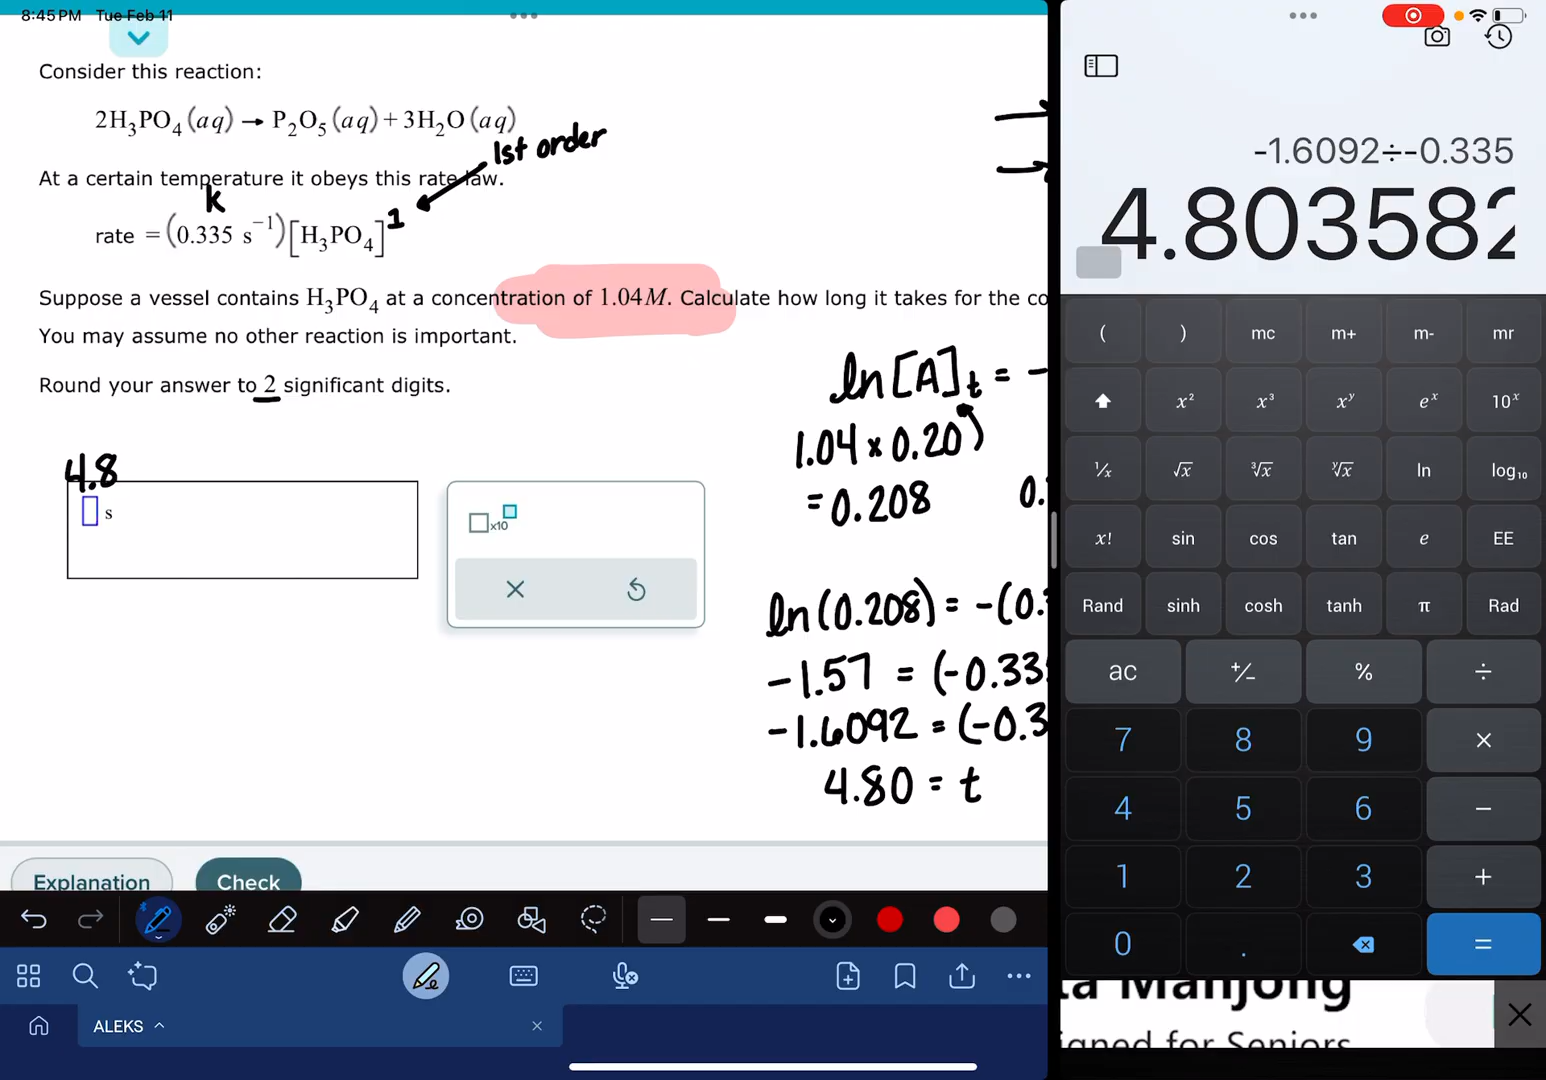 8:45 PM Tue Feb 11
Consider this reaction:
2H₃PO₄(aq) → P₂O₅(aq) + 3H₂O(aq)
1st order
At a certain temperature it obeys this rate law.
k
rate = (0.335 s⁻¹)[H₃PO₄]¹
Suppose a vessel contains H₃PO₄ at a concentration of 1.04M. Calculate how long it takes for the co
You may assume no other reaction is important.
Round your answer to 2 significant digits.
4.8
s
x10
ln[A]t = -
1.04 × 0.20
= 0.208
0.
ln(0.208) = -(0.
-1.57 = (-0.33
-1.6092 = (-0.3
4.80 = t
Explanation
Check
ALEKS
-1.6092÷-0.335
4.803582
( ) mc m+ m- mr
x² x³ xʸ eˣ 10ˣ
¹/x √x ³√x ʸ√x ln log₁₀
x! sin cos tan e EE
Rand sinh cosh tanh π Rad
ac +/- % ÷
7 8 9 ×
4 5 6 −
1 2 3 +
0 . =
ta Manjong
igned for Seniors